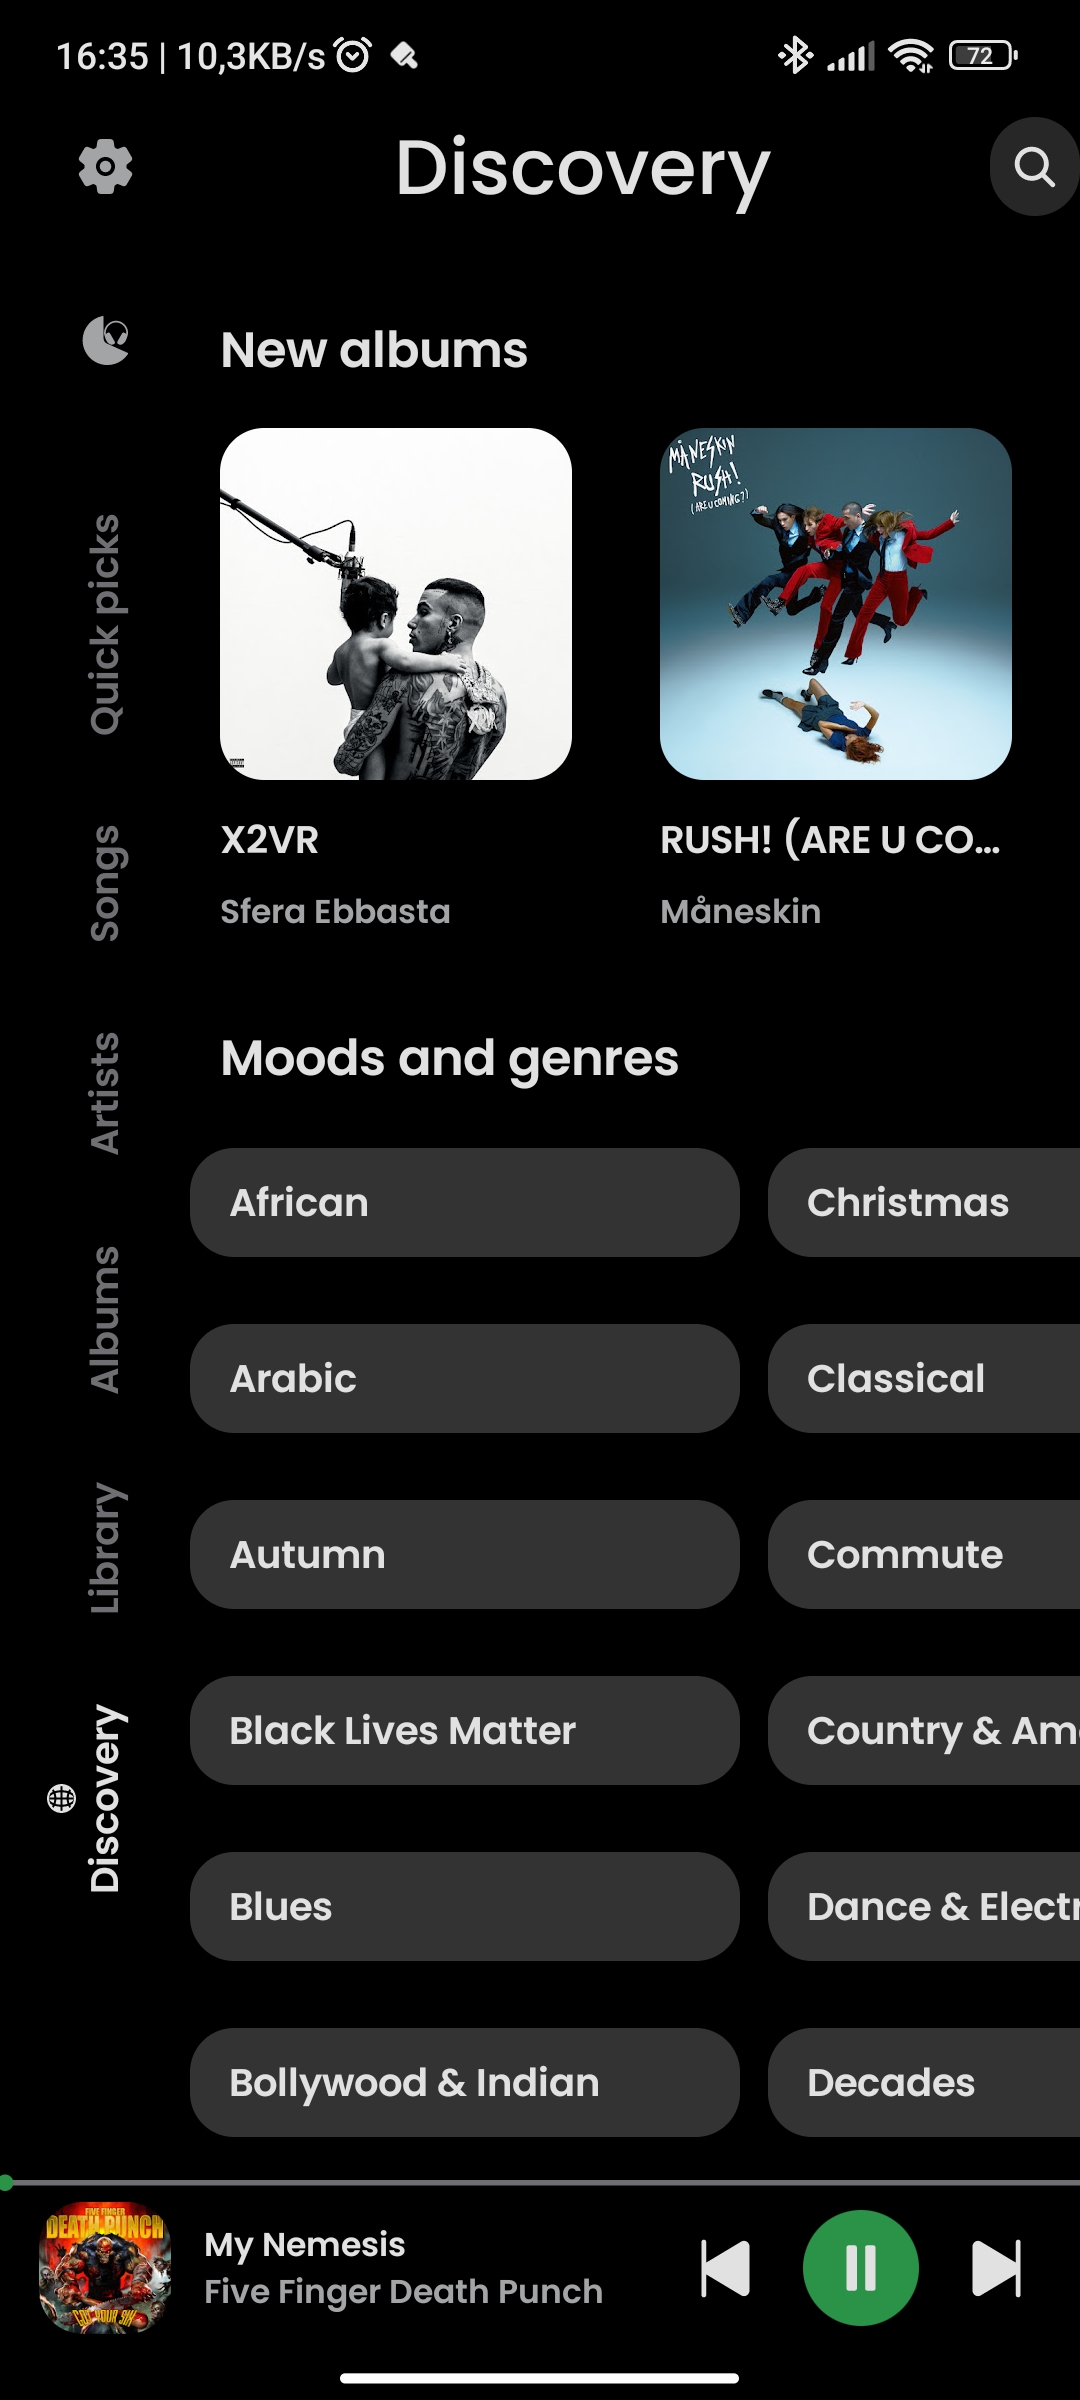 16:35 | 10,3KB/s
72
Discovery
New albums
MÅNESKIN
RUSH!
(ARE U COMING?)
X2VR
RUSH! (ARE U CO...
Sfera Ebbasta
Måneskin
Quick picks
Songs
Artists
Albums
Library
Discovery
Moods and genres
African
Christmas
Arabic
Classical
Autumn
Commute
Black Lives Matter
Country & Am
Blues
Dance & Elect
Bollywood & Indian
Decades
FIVE FINGER
DEATH PUNCH
GOT YOUR SIX
My Nemesis
Five Finger Death Punch